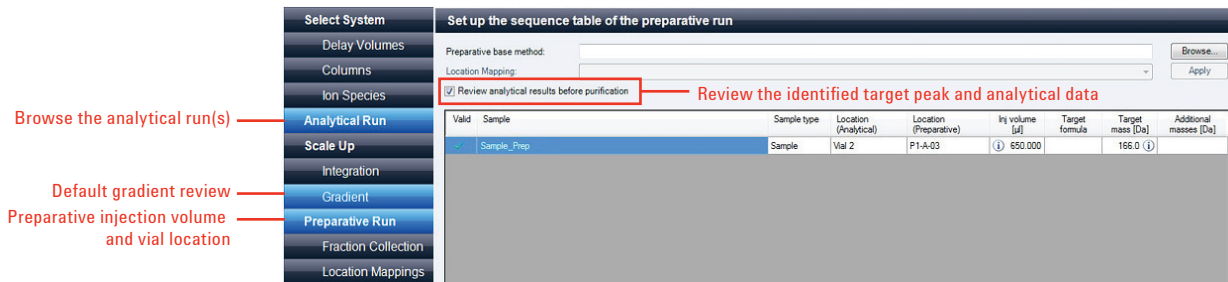 Select System
Delay Volumes
Columns
Ion Species
Analytical Run
Scale Up
Integration
Gradient
Preparative Run
Fraction Collection
Location Mappings
Browse the analytical run(s)
Default gradient review
Preparative injection volume
and vial location
Set up the sequence table of the preparative run
Preparative base method:
Browse...
Location Mapping:
Apply
Review analytical results before purification
Review the identified target peak and analytical data
Valid Sample Sample type Location (Analytical) Location (Preparative) Inj volume [µl] Target formula Target mass [Da] Additional masses [Da]
Sample_Prep Sample Vial 2 P1-A-03 650.000 166.0